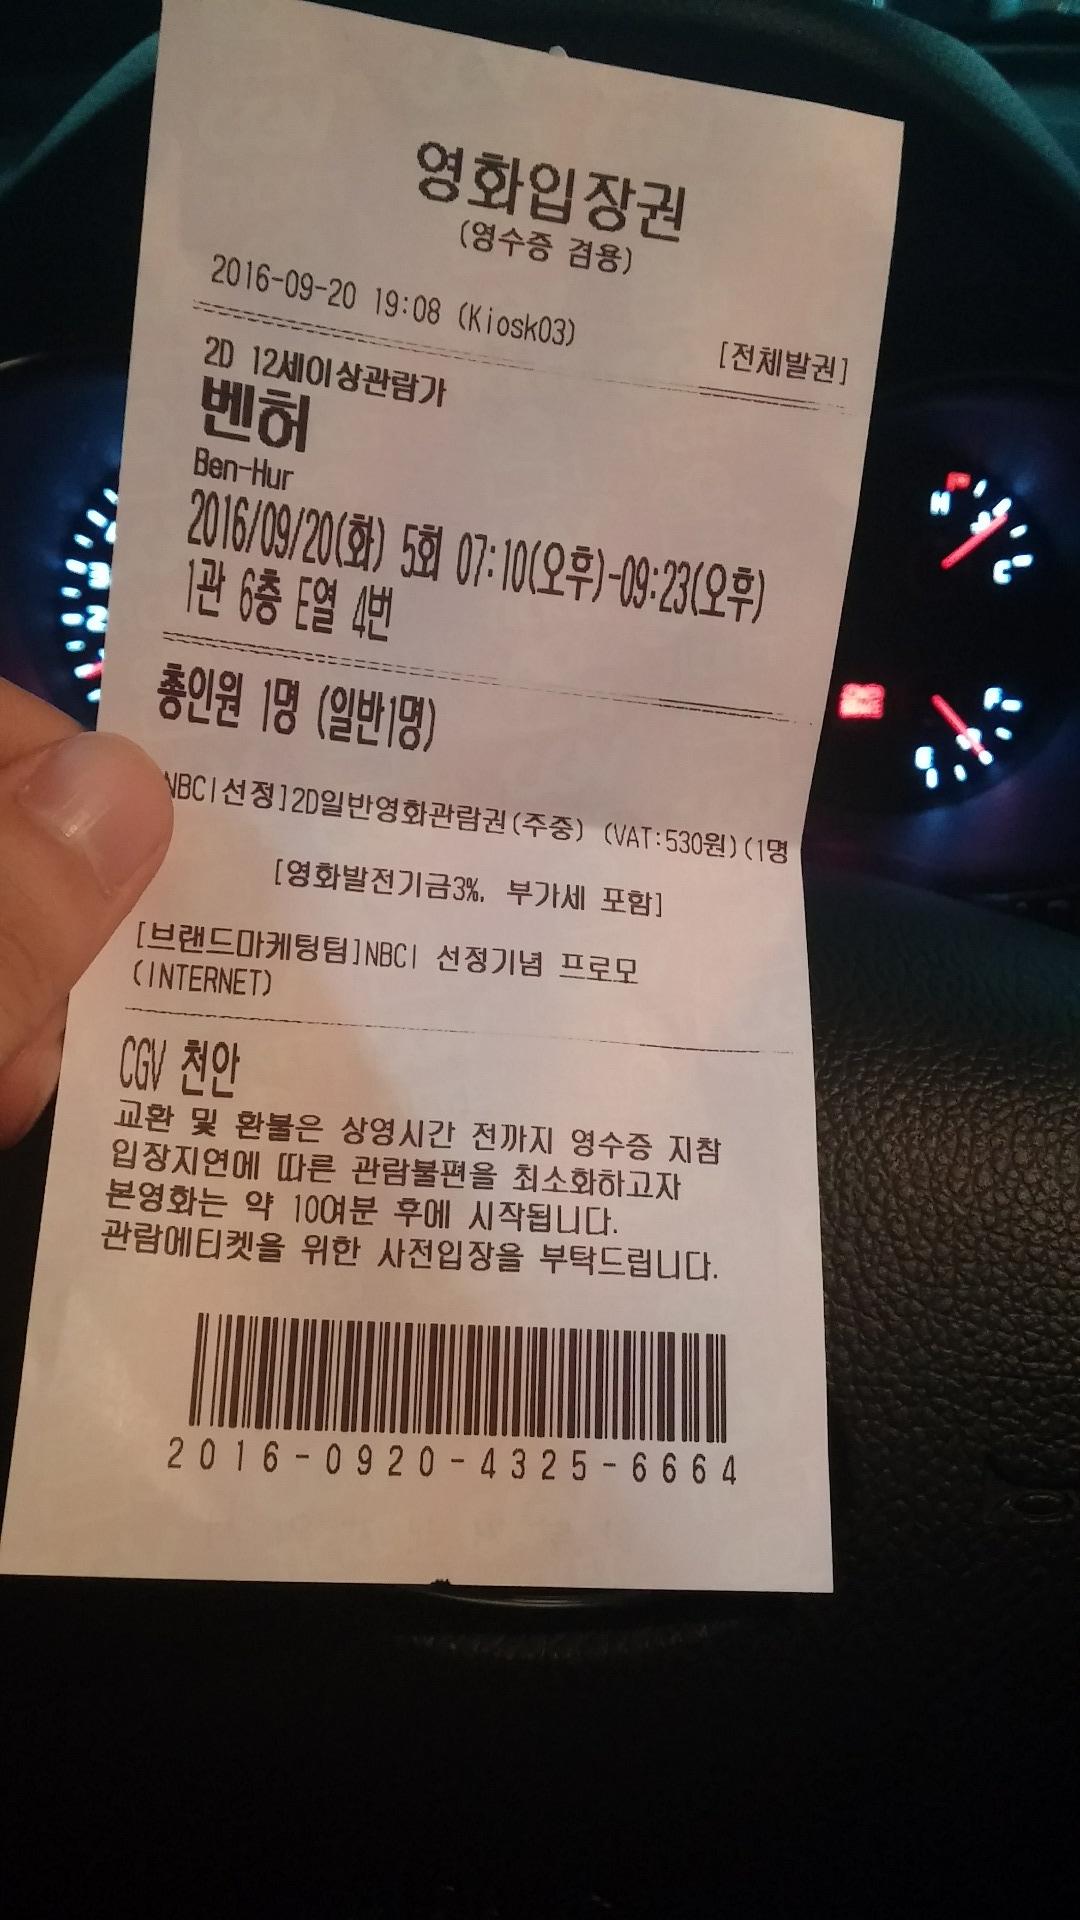 영화입장권
(영수증 겸용)
2016-09-20 19:08 (Kiosk03)
[전체발권]
2D 12세이상관람가
벤허
Ben-Hur
2016/09/20(화) 5회 07:10(오후)-09:23(오후)
1관 6층 E열 4번
총인원 1명 (일반1명)
NBCI선정]2D일반영화관람권(주중) (VAT:530원)(1명
[영화발전기금3%, 부가세 포함]
[브랜드마케팅팀]NBCI 선정기념 프로모
(INTERNET)
CGV 천안
교환 및 환불은 상영시간 전까지 영수증 지참
입장지연에 따른 관람불편을 최소화하고자
본영화는 약 10여분 후에 시작됩니다.
관람에티켓을 위한 사전입장을 부탁드립니다.
2016-0920-4325-6664
H
C
F
E